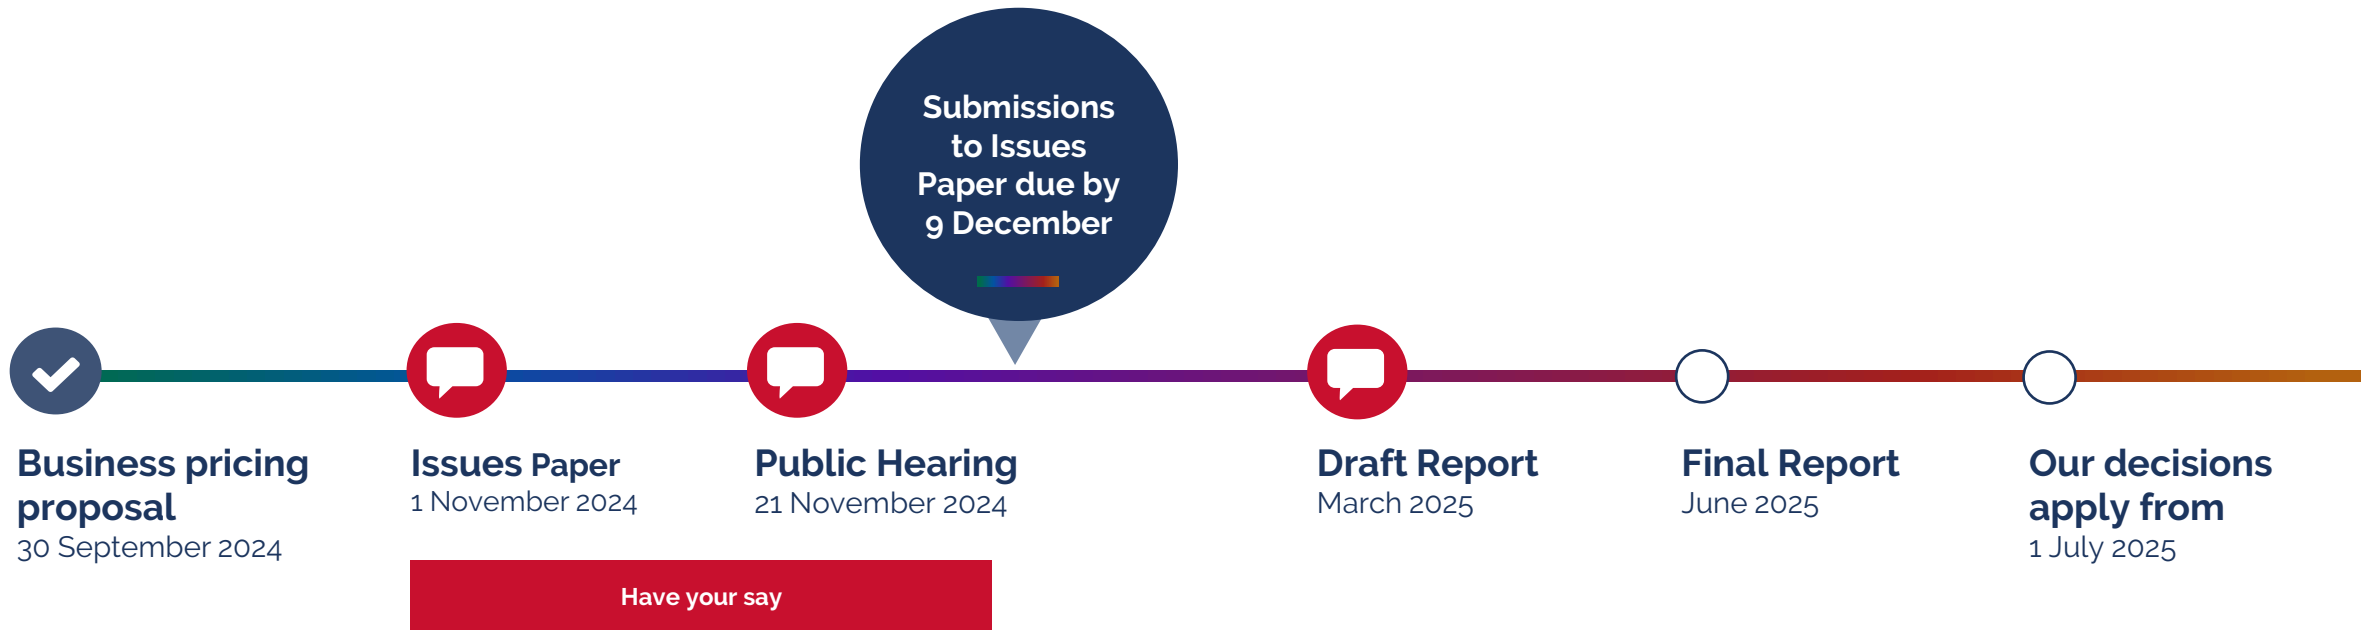 Submissions
to Issues
Paper due by
9 December
Business pricing
proposal
30 September 2024
Issues Paper
1 November 2024
Public Hearing
21 November 2024
Draft Report
March 2025
Final Report
June 2025
Our decisions
apply from
1 July 2025
Have your say